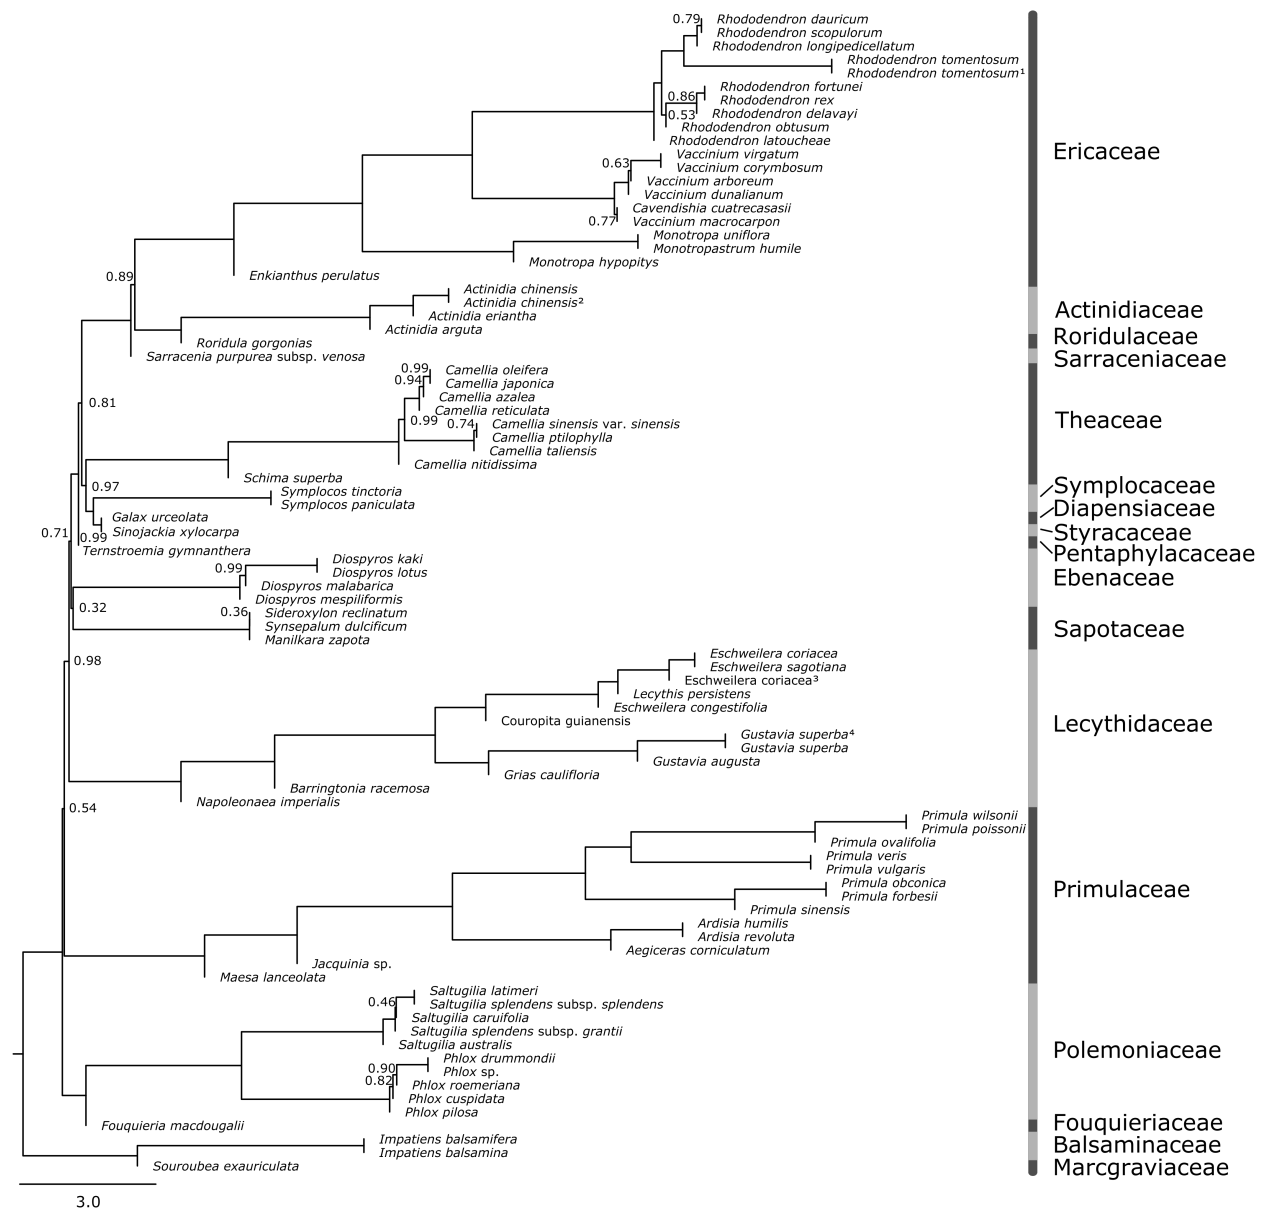 0.79
Rhododendron dauricum
Rhododendron scopulorum
Rhododendron longipedicellatum
Rhododendron tomentosum
Rhododendron tomentosum¹
Rhododendron fortunei
0.86
Rhododendron rex
0.53
Rhododendron delavayi
Rhododendron obtusum
Rhododendron latoucheae
Ericaceae
Vaccinium virgatum
0.63
Vaccinium corymbosum
Vaccinium arboreum
Vaccinium dunalianum
Cavendishia cuatrecasasii
0.77
Vaccinium macrocarpon
Monotropa uniflora
Monotropastrum humile
Monotropa hypopitys
0.89
Enkianthus perulatus
Actinidia chinensis
Actinidia chinensis²
Actinidiaceae
Actinidia eriantha
Actinidia arguta
Roridulaceae
Roridula gorgonias
Sarracenia purpurea subsp. venosa
Sarraceniaceae
0.99
Camellia oleifera
0.94
Camellia japonica
Camellia azalea
0.81
Camellia reticulata
0.99
0.74
Camellia sinensis var. sinensis
Theaceae
Camellia ptilophylla
Camellia taliensis
Camellia nitidissima
Schima superba
0.97
Symplocos tinctoria
Symplocaceae
Symplocos paniculata
Diapensiaceae
Galax urceolata
0.71
Sinojackia xylocarpa
Styracaceae
0.99
Ternstroemia gymnanthera
Pentaphylacaceae
Diospyros kaki
0.99
Diospyros lotus
Ebenaceae
Diospyros malabarica
Diospyros mespiliformis
0.32
0.36
Sideroxylon reclinatum
Synsepalum dulcificum
Sapotaceae
Manilkara zapota
0.98
Eschweilera coriacea
Eschweilera sagotiana
Eschweilera coriacea³
Lecythis persistens
Eschweilera congestifolia
Couropita guianensis
Lecythidaceae
Gustavia superba⁴
Gustavia superba
Gustavia augusta
Grias cauliflora
Barringtonia racemosa
Napoleonaea imperialis
0.54
Primula wilsonii
Primula poissonii
Primula ovalifolia
Primula veris
Primula vulgaris
Primula obconica
Primulaceae
Primula forbesii
Primula sinensis
Ardisia humilis
Ardisia revoluta
Aegiceras corniculatum
Jacquinia sp.
Maesa lanceolata
Saltugilia latimeri
0.46
Saltugilia splendens subsp. splendens
Saltugilia caruifolia
Saltugilia splendens subsp. grantii
Saltugilia australis
Polemoniaceae
Phlox drummondii
0.90
Phlox sp.
0.82
Phlox roemeriana
Phlox cuspidata
Phlox pilosa
Fouquieria macdougalii
Fouquieriaceae
Impatiens balsamifera
Balsaminaceae
Impatiens balsamina
Souroubea exauriculata
Marcgraviaceae
3.0